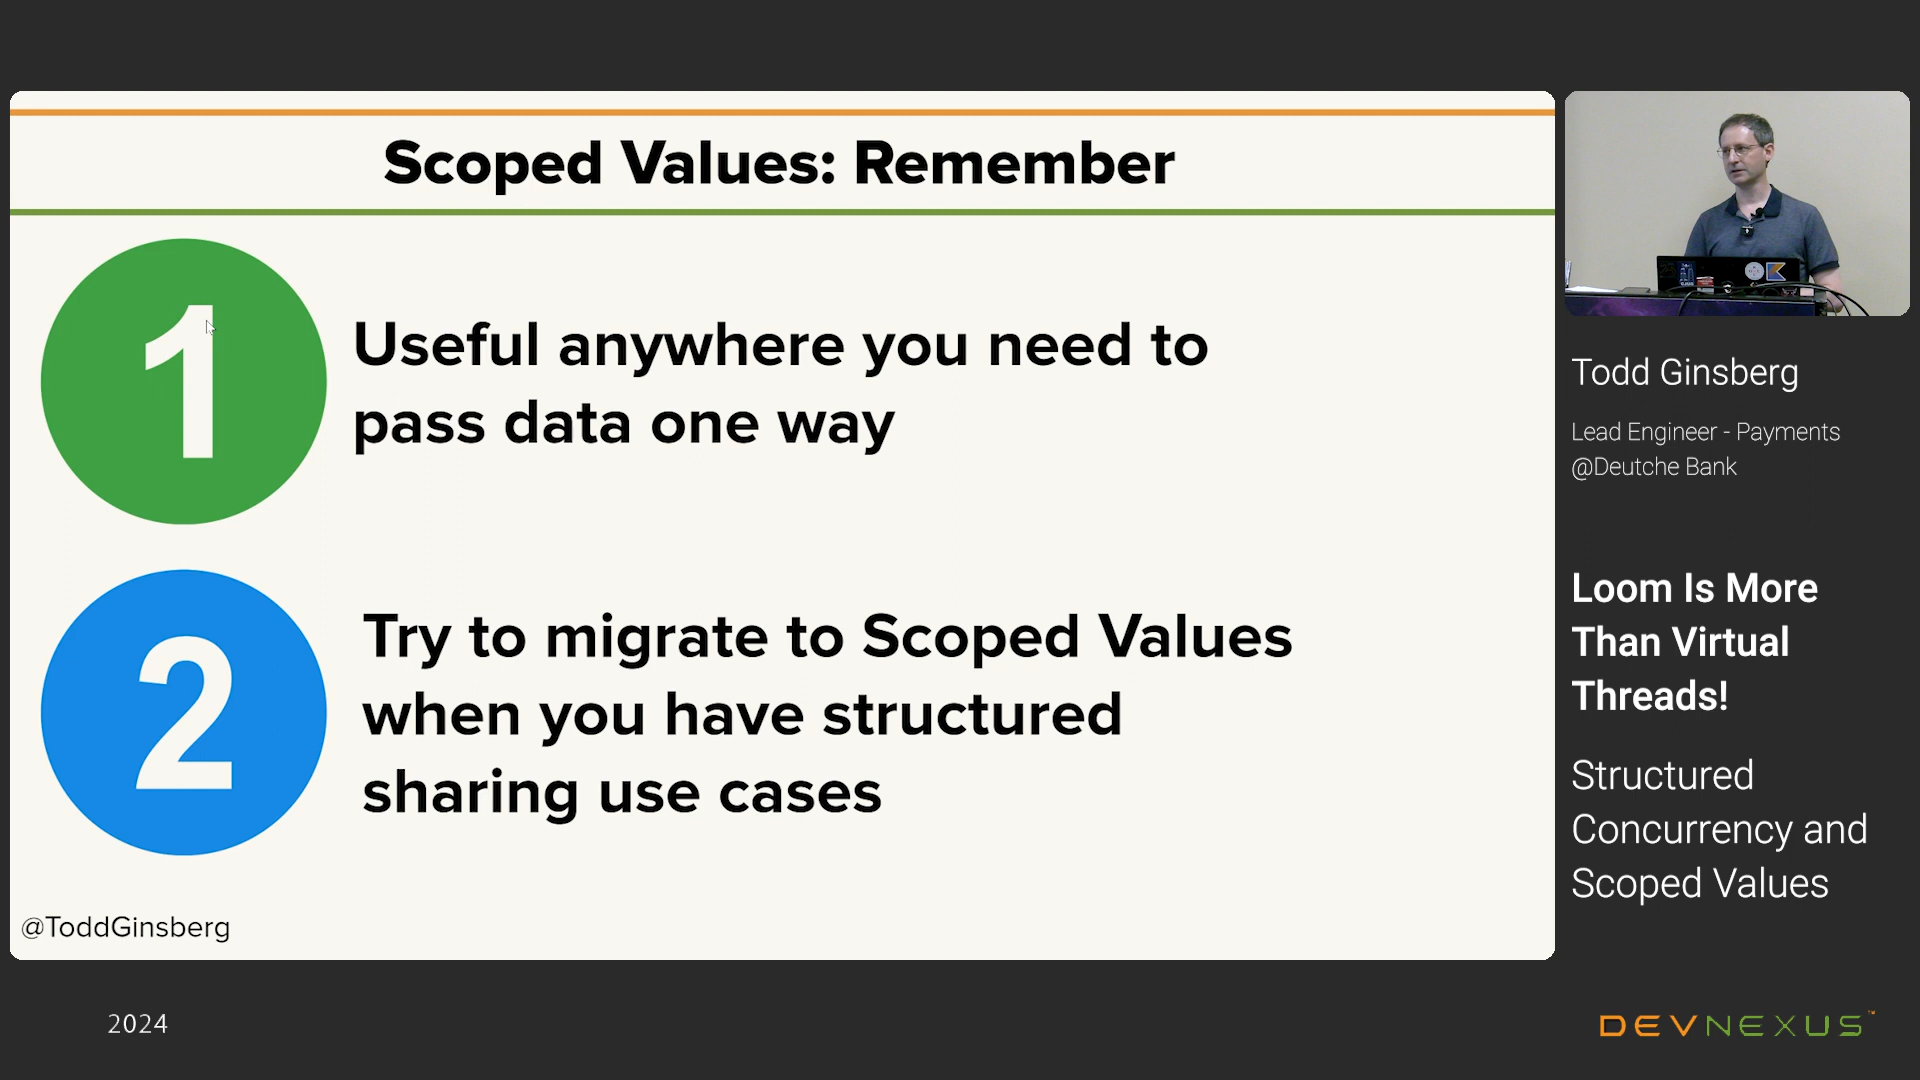 Scoped Values: Remember
1
Useful anywhere you need to
pass data one way
2
Try to migrate to Scoped Values
when you have structured
sharing use cases
@ToddGinsberg
Todd Ginsberg
Lead Engineer - Payments
@Deutche Bank
Loom Is More
Than Virtual
Threads!
Structured
Concurrency and
Scoped Values
2024
DEVNEXUS™